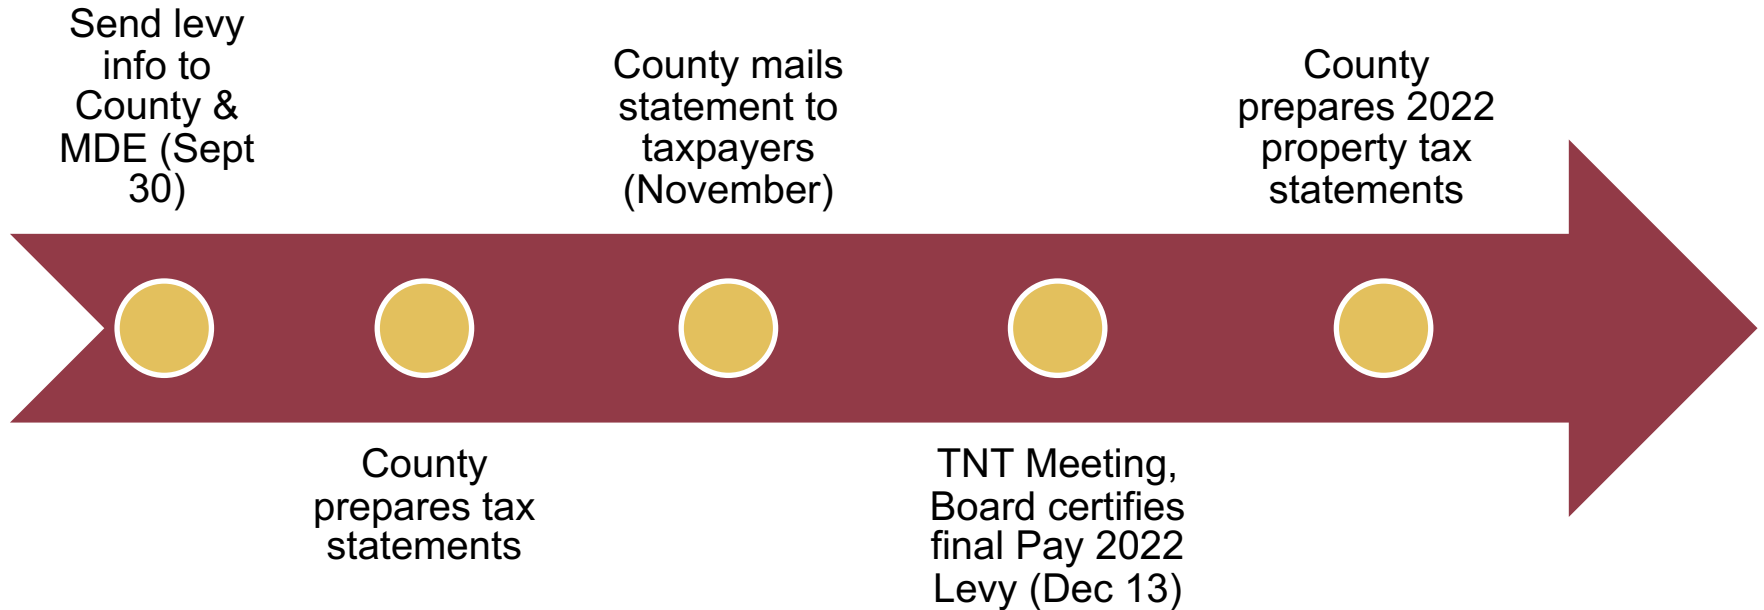 Send levy
info to
County &
MDE (Sept
30)
County
prepares tax
statements
County mails
statement to
taxpayers
(November)
TNT Meeting,
Board certifies
final Pay 2022
Levy (Dec 13)
County
prepares 2022
property tax
statements